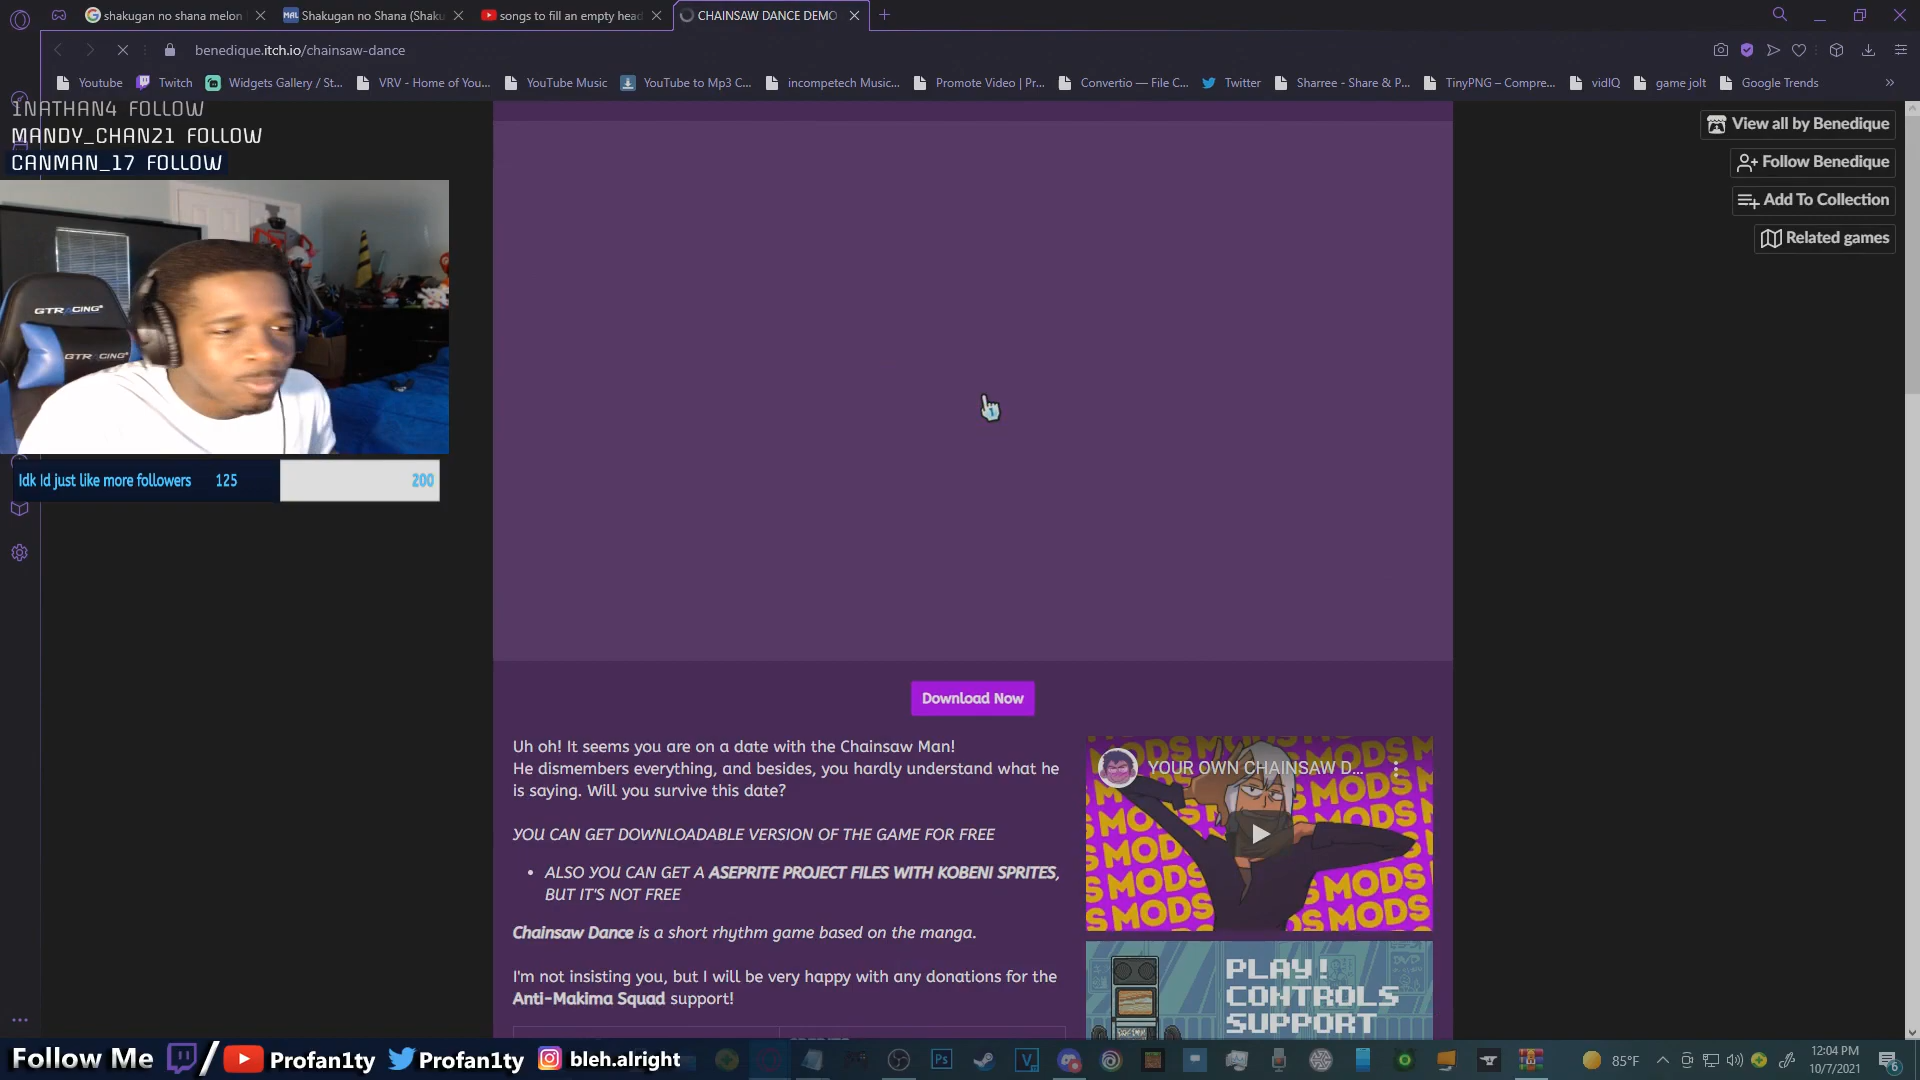 shakugan no shana melon
MAL Shakugan no Shana (Shaku
songs to fill an empty head
CHAINSAW DANCE DEMO
benedique.itch.io/chainsaw-dance
Youtube
Twitch
Widgets Gallery / St...
VRV - Home of You...
YouTube Music
YouTube to Mp3 C...
incompetech Music...
Promote Video | Pr...
Convertio — File C...
Twitter
Sharree - Share & P...
TinyPNG – Compre...
vidIQ
game jolt
Google Trends
1NATHAN4 FOLLOW
MANDY_CHAN21 FOLLOW
CANMAN_17 FOLLOW
View all by Benedique
Follow Benedique
Add To Collection
Related games
GTRACING
GTR CING
Idk Id just like more followers 125 200
Download Now
Uh oh! It seems you are on a date with the Chainsaw Man!
He dismembers everything, and besides, you hardly understand what he
is saying. Will you survive this date?
YOU CAN GET DOWNLOADABLE VERSION OF THE GAME FOR FREE
• ALSO YOU CAN GET A ASEPRITE PROJECT FILES WITH KOBENI SPRITES,
BUT IT'S NOT FREE
Chainsaw Dance is a short rhythm game based on the manga.
I'm not insisting you, but I will be very happy with any donations for the
Anti-Makima Squad support!
YOUR OWN CHAINSAW D...
MODS
PLAY!
CONTROLS
SUPPORT
Follow Me / Profan1ty Profan1ty bleh.alright
Ps
85°F
12:04 PM
10/7/2021
6